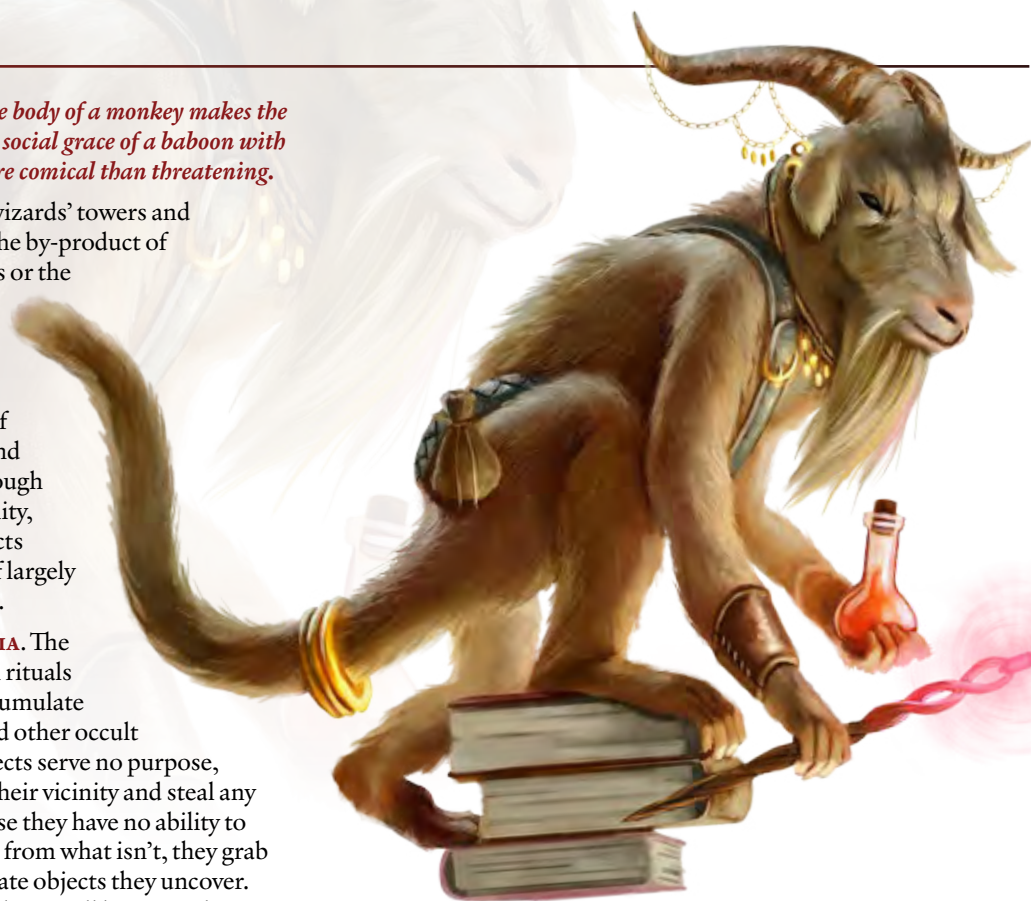 e body of a monkey makes the
social grace of a baboon with
re comical than threatening.
vizards’ towers and
he by-product of
s or the
f
nd
ough
ity,
cts
f largely
.
IA. The
rituals
umulate
d other occult
ects serve no purpose,
heir vicinity and steal any
se they have no ability to
from what isn’t, they grab
ate objects they uncover.